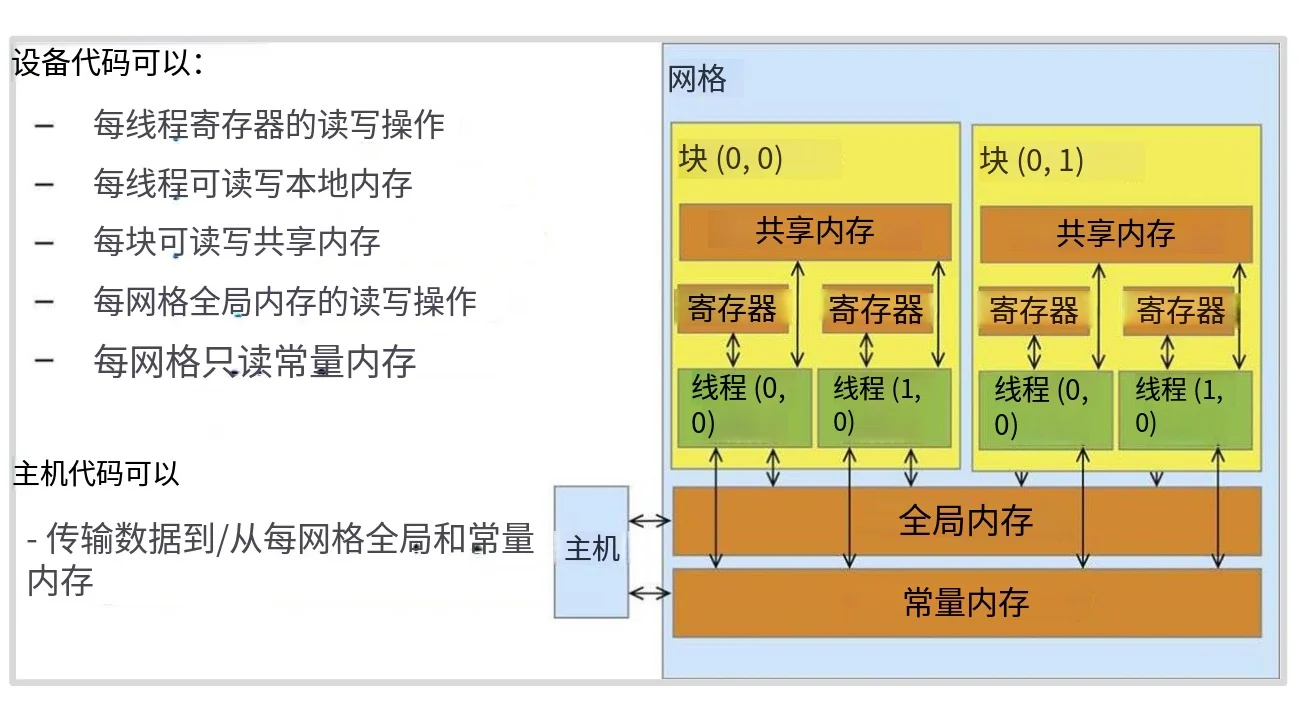 设备代码可以：
– 每线程寄存器的读写操作
– 每线程可读写本地内存
– 每块可读写共享内存
– 每网格全局内存的读写操作
– 每网格只读常量内存
主机代码可以
- 传输数据到/从每网格全局和常量
内存
主机
网格
块 (0, 0)
共享内存
寄存器
寄存器
线程 (0,
0)
线程 (1,
0)
块 (0, 1)
共享内存
寄存器
寄存器
线程 (0,
0)
线程 (1,
0)
全局内存
常量内存